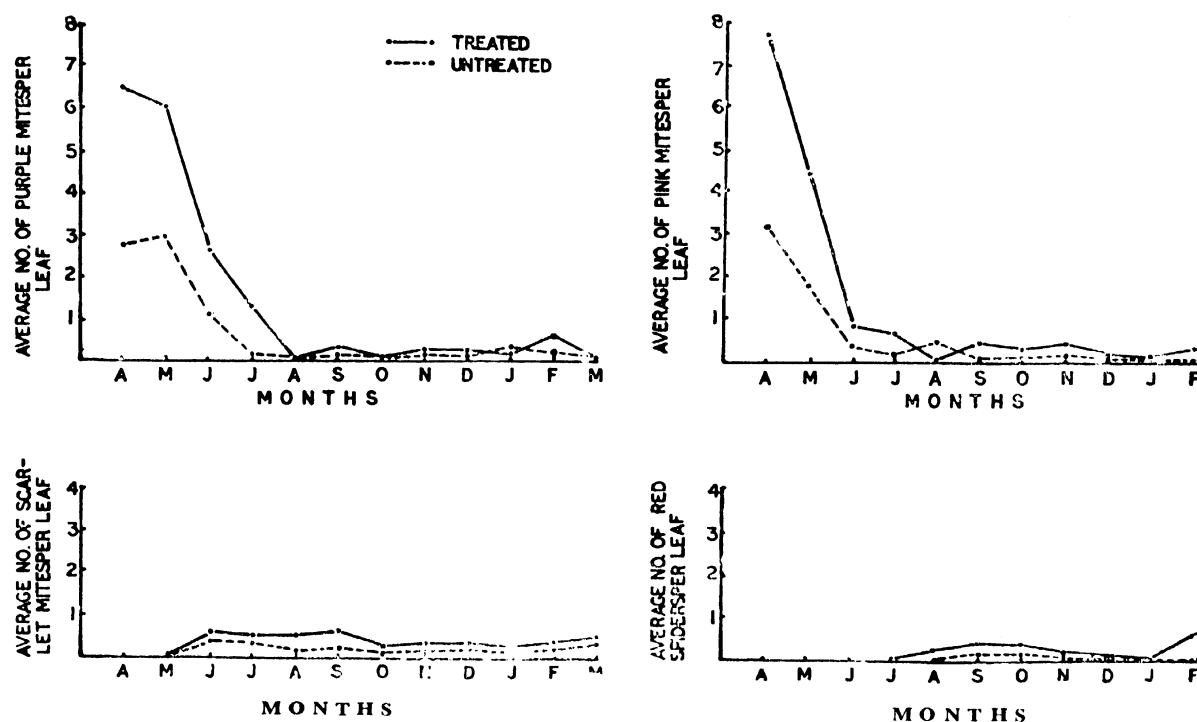 8
7
6
5
4
3
2
1
AVERAGE NO. OF PURPLE MITESPER
LEAF
TREATED
UNTREATED
A M J J A S O N D J F M
MONTHS
8
7
6
5
4
3
2
1
AVERAGE NO. OF PINK MITESPER
LEAF
A M J J A S O N D J F
MONTHS
4
3
2
1
AVERAGE NO. OF SCAR-
LET MITESPER LEAF
A M J J A S O N D J F M
MONTHS
4
3
2
1
AVERAGE NO. OF RED
SPIDERSPER LEAF
A M J J A S O N D J F
MONTHS